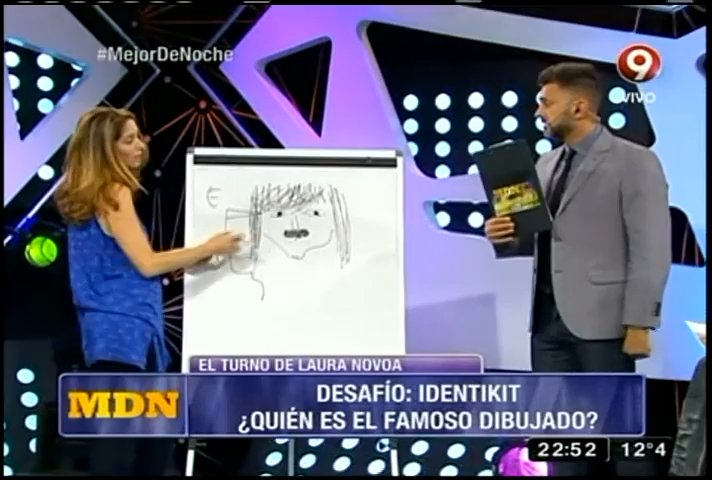 #MejorDeNoche
9
VIVO
E
EL TURNO DE LAURA NOVOA
MDN
DESAFÍO: IDENTIKIT
¿QUIÉN ES EL FAMOSO DIBUJADO?
22:52 12°4